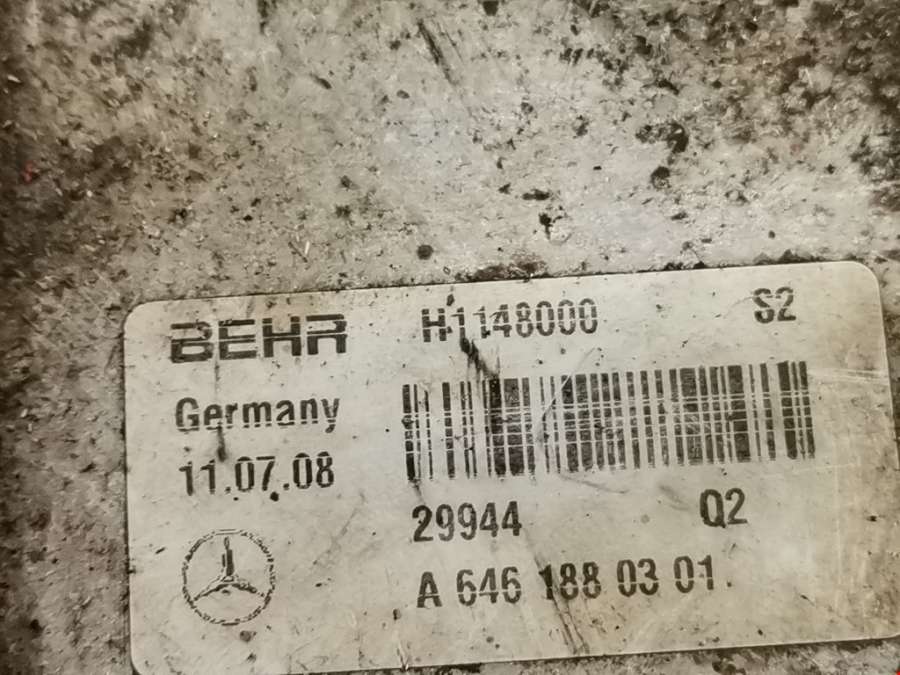 BEHR H1148000 S2
Germany
11.07.08
29944 Q2
A 646 188 03 01